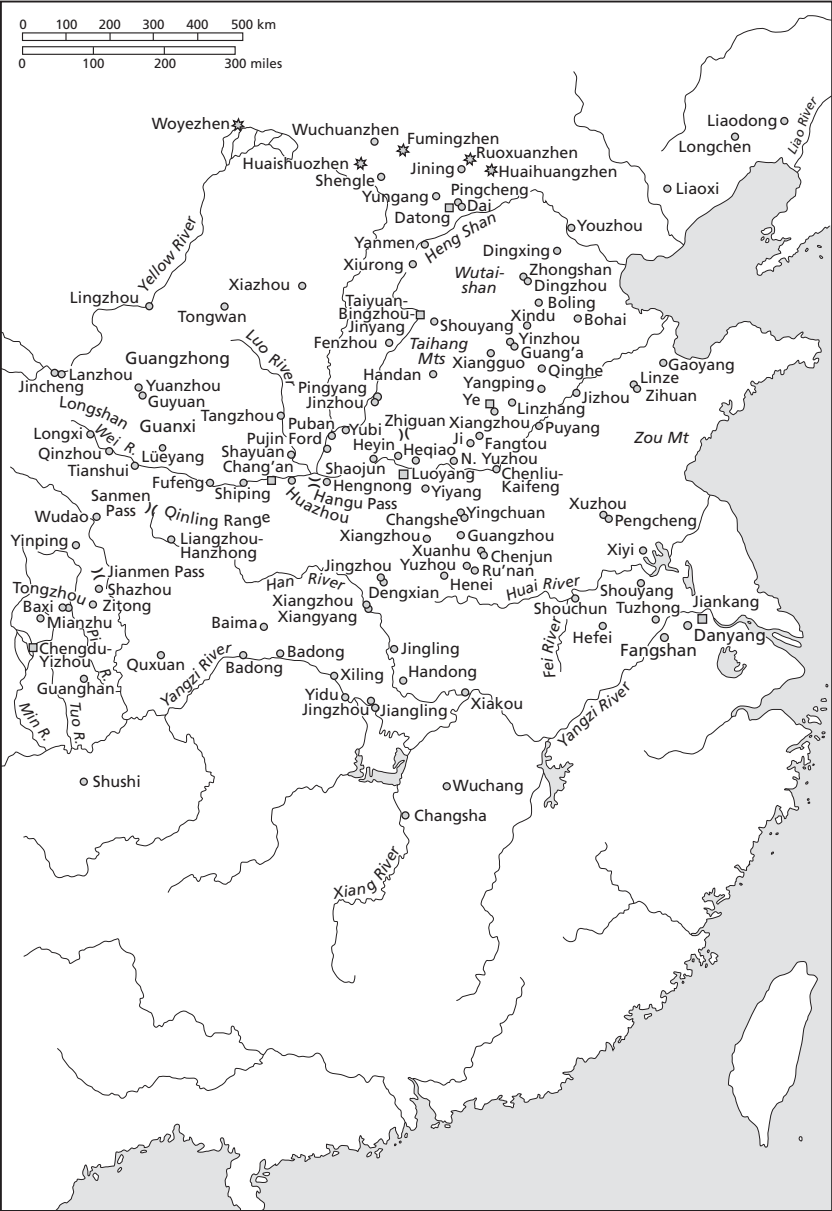 0 100 200 300 400 500 km
0 100 200 300 miles
Woyezhen
Wuchuanzhen
Fumingzhen
Ruoxuanzhen
Huaishuozhen
Jining
Huaihuangzhen
Shengle
Yungang
Pingcheng
Dai
Datong
Liaodong
Longchen
Liao River
Liaoxi
Youzhou
Yanmen
Heng Shan
Dingxing
Xiurong
Yellow River
Xiazhou
Lingzhou
Tongwan
Wutai-
shan
Zhongshan
Dingzhou
Boling
Xindu
Bohai
Taiyuan-
Bingzhou-
Jinyang
Shouyang
Fenzhou
Taihang
Mts
Yinzhou
Guang’a
Xiangguo
Qinghe
Luo River
Guangzhong
Lanzhou
Jincheng
Yuanzhou
Guyuan
Handan
Yangping
Gaoyang
Linze
Zihuan
Jizhou
Pingyang
Jinzhou
Ye
Linzhang
Longshan
Tangzhou
Guanxi
Puban
Yubi
Zhiguan
Xiangzhou
Puyang
Zou Mt
Longxi
Wei R.
Pujin Ford
Heyin
Heqiao
Ji
Fangtou
Qinzhou
Lüeyang
Shayuan
Chang’an
Shaojun
N. Yuzhou
Tianshui
Fufeng
Shiping
Huazhou
Hangu Pass
Hengnong
Luoyang
Chenliu-
Kaifeng
Yiyang
Sanmen
Pass
Wudao
Qinling Range
Yinping
Liangzhou-
Hanzhong
Changshe
Yingchuan
Xuzhou
Pengcheng
Xiangzhou
Guangzhou
Xuanhu
Chenjun
Xiyi
Jianmen Pass
Shazhou
Jingzhou
Yuzhou
Ru’nan
Henei
Han River
Dengxian
Huai River
Shouyang
Tongzhou
Baxi
Zitong
Mianzhu
Xiangzhou
Xiangyang
Shouchun
Tuzhong
Jiankang
Baima
Pi R.
Fei River
Hefei
Danyang
Fangshan
Chengdu-
Yizhou
Quxuan
Badong
Badong
Jingling
Yangzi River
Guanghan
Xiling
Handong
Yidu
Jingzhou
Jiangling
Xiakou
Yangzi River
Min R.
Tuo R.
Shushi
Wuchang
Changsha
Xiang River